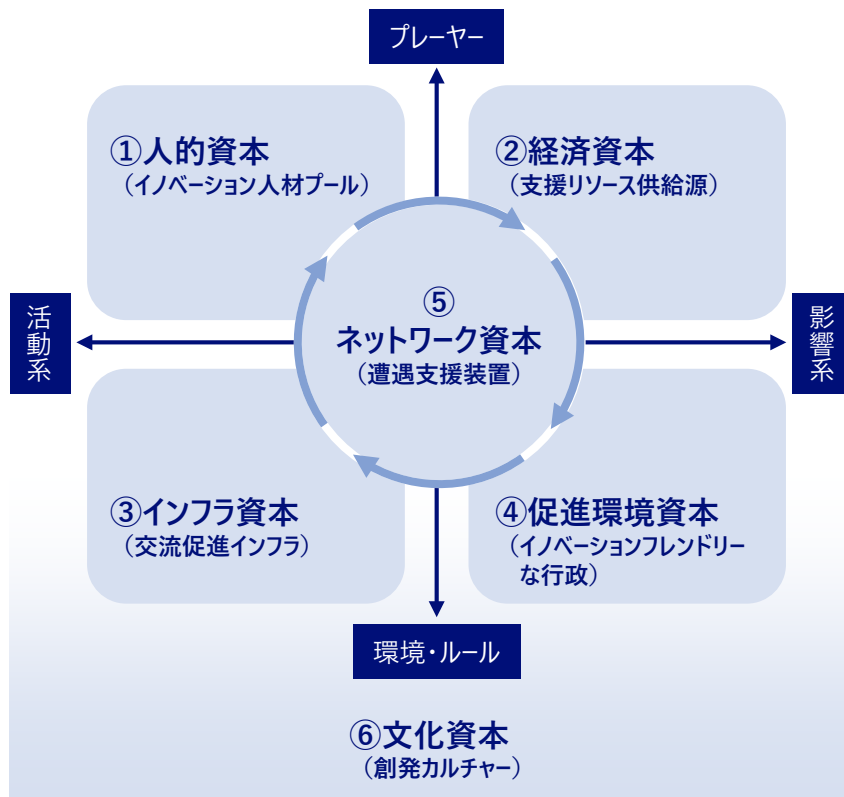 プレーヤー
①人的資本
（イノベーション人材プール）
②経済資本
（支援リソース供給源）
活動系
⑤
ネットワーク資本
（遭遇支援装置）
影響系
③インフラ資本
（交流促進インフラ）
④促進環境資本
（イノベーションフレンドリー
な行政）
環境・ルール
⑥文化資本
（創発カルチャー）